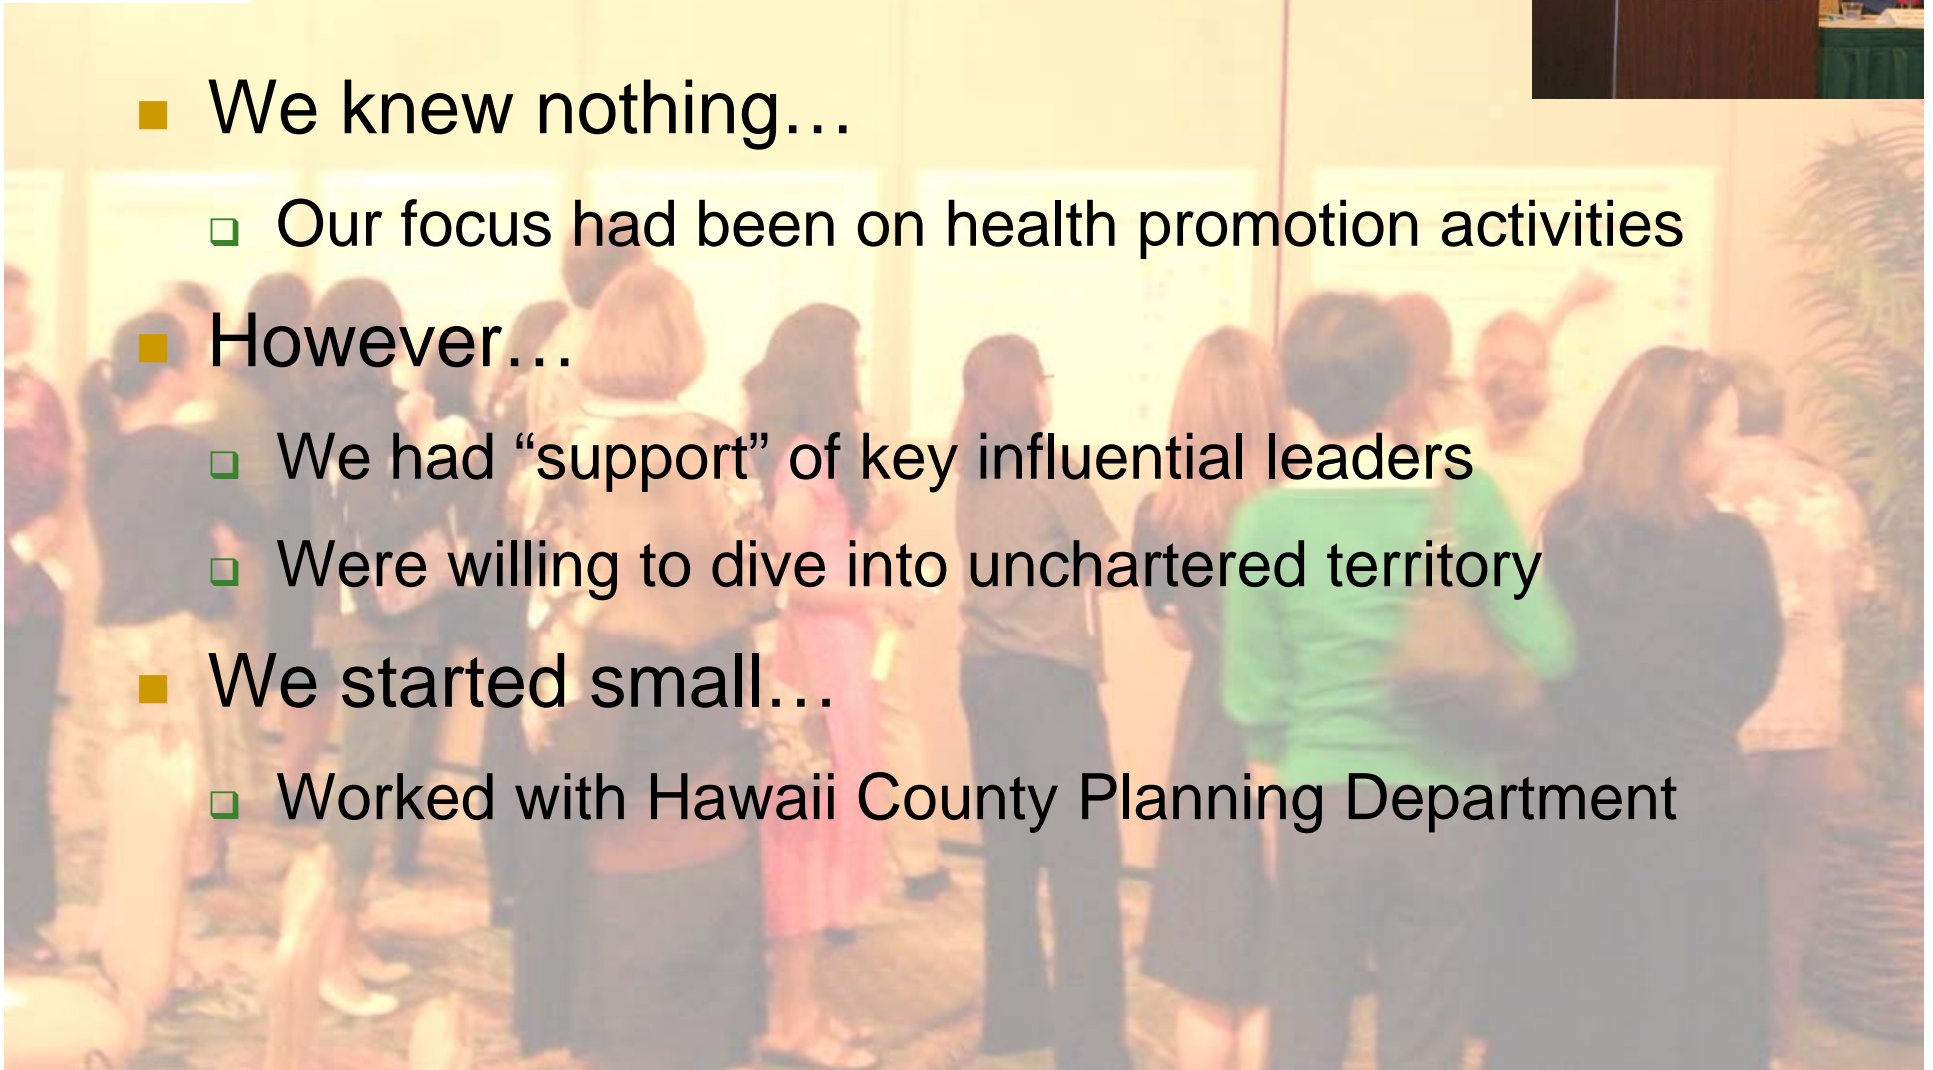 We knew nothing…
Our focus had been on health promotion activities
However…
We had “support” of key influential leaders
Were willing to dive into unchartered territory
We started small…
Worked with Hawaii County Planning Department